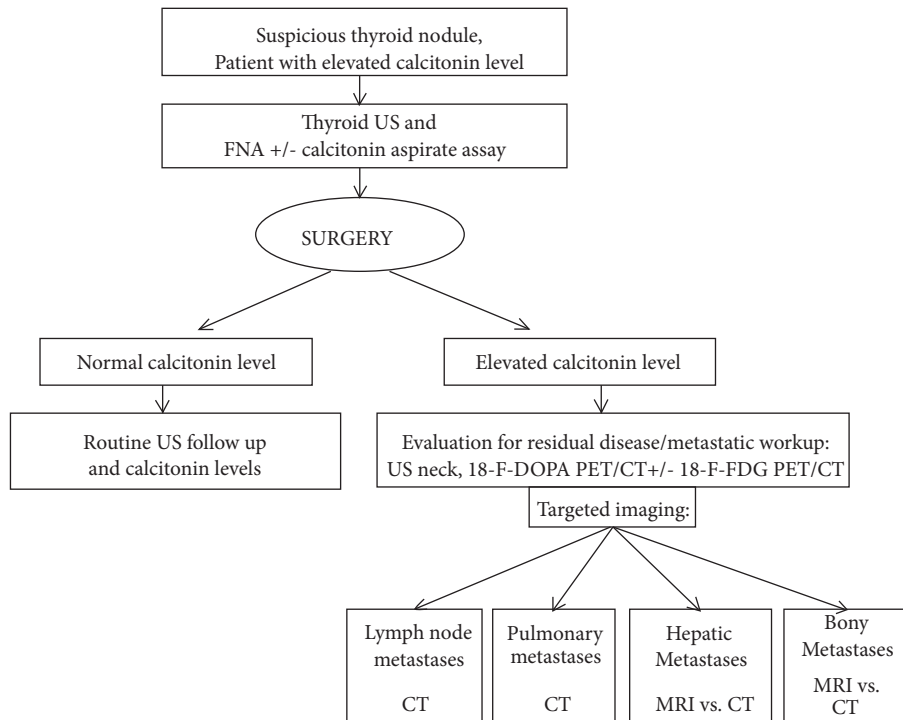 Suspicious thyroid nodule,
Patient with elevated calcitonin level
Thyroid US and
FNA +/- calcitonin aspirate assay
SURGERY
Normal calcitonin level
Elevated calcitonin level
Routine US follow up
and calcitonin levels
Evaluation for residual disease/metastatic workup:
US neck, 18-F-DOPA PET/CT+/- 18-F-FDG PET/CT
Targeted imaging:
Lymph node
metastases
CT
Pulmonary
metastases
CT
Hepatic
Metastases
MRI vs. CT
Bony
Metastases
MRI vs.
CT